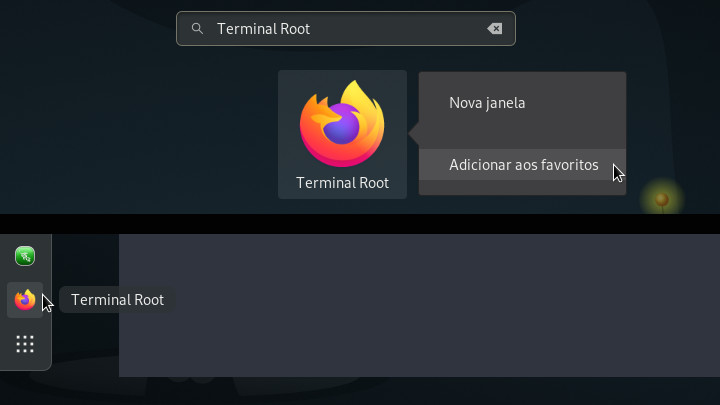 Terminal Root
Nova janela
Adicionar aos favoritos
Terminal Root
Terminal Root